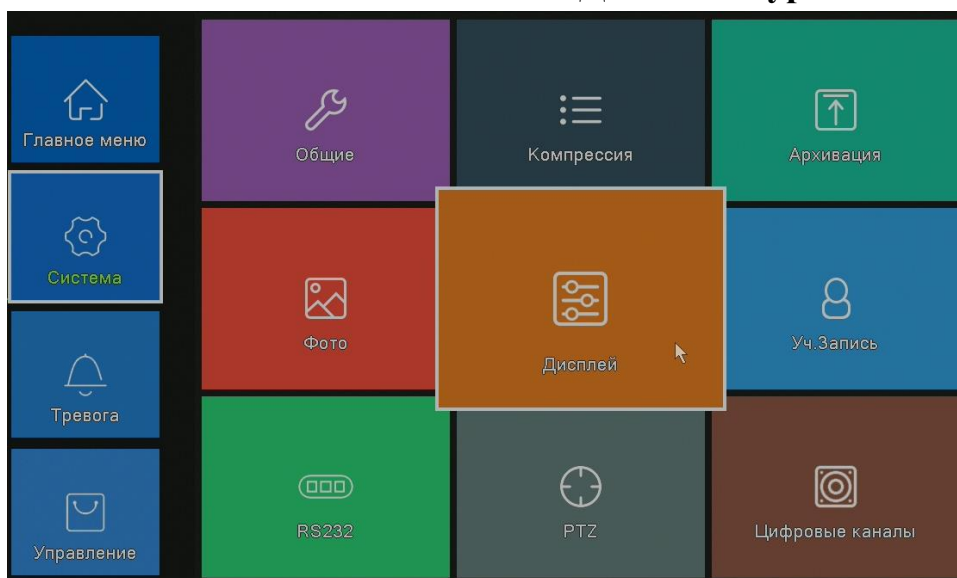 Главное меню
Система
Тревога
Управление
Общие
Компрессия
Архивация
Фото
Дисплей
Уч.Запись
RS232
PTZ
Цифровые каналы